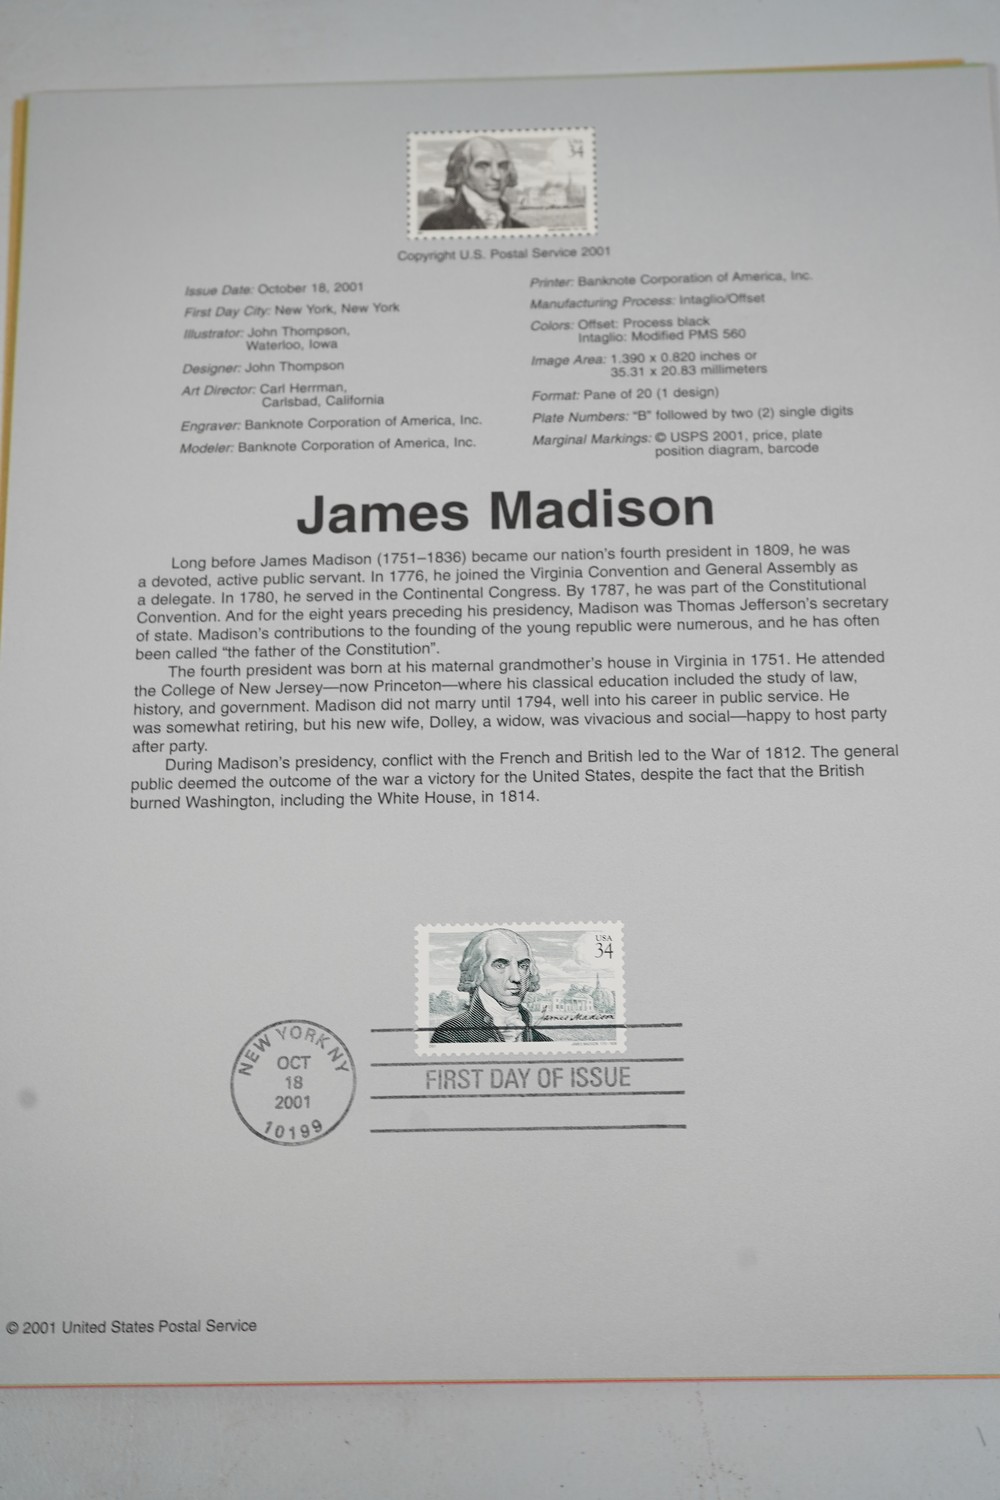 USA
34
Copyright U.S. Postal Service 2001
Issue Date: October 18, 2001
First Day City: New York, New York
Illustrator: John Thompson,
Waterloo, Iowa
Designer: John Thompson
Art Director: Carl Herrman,
Carlsbad, California
Engraver: Banknote Corporation of America, Inc.
Modeler: Banknote Corporation of America, Inc.
Printer: Banknote Corporation of America, Inc.
Manufacturing Process: Intaglio/Offset
Colors: Offset: Process black
Intaglio: Modified PMS 560
Image Area: 1.390 x 0.820 inches or
35.31 x 20.83 millimeters
Format: Pane of 20 (1 design)
Plate Numbers: “B” followed by two (2) single digits
Marginal Markings: © USPS 2001, price, plate
position diagram, barcode
James Madison
Long before James Madison (1751–1836) became our nation’s fourth president in 1809, he was
a devoted, active public servant. In 1776, he joined the Virginia Convention and General Assembly as
a delegate. In 1780, he served in the Continental Congress. By 1787, he was part of the Constitutional
Convention. And for the eight years preceding his presidency, Madison was Thomas Jefferson’s secretary
of state. Madison’s contributions to the founding of the young republic were numerous, and he has often
been called “the father of the Constitution”.
The fourth president was born at his maternal grandmother’s house in Virginia in 1751. He attended
the College of New Jersey—now Princeton—where his classical education included the study of law,
history, and government. Madison did not marry until 1794, well into his career in public service. He
was somewhat retiring, but his new wife, Dolley, a widow, was vivacious and social—happy to host party
after party.
During Madison’s presidency, conflict with the French and British led to the War of 1812. The general
public deemed the outcome of the war a victory for the United States, despite the fact that the British
burned Washington, including the White House, in 1814.
USA
34
James Madison
NEW YORK NY
OCT
18
2001
10199
FIRST DAY OF ISSUE
© 2001 United States Postal Service